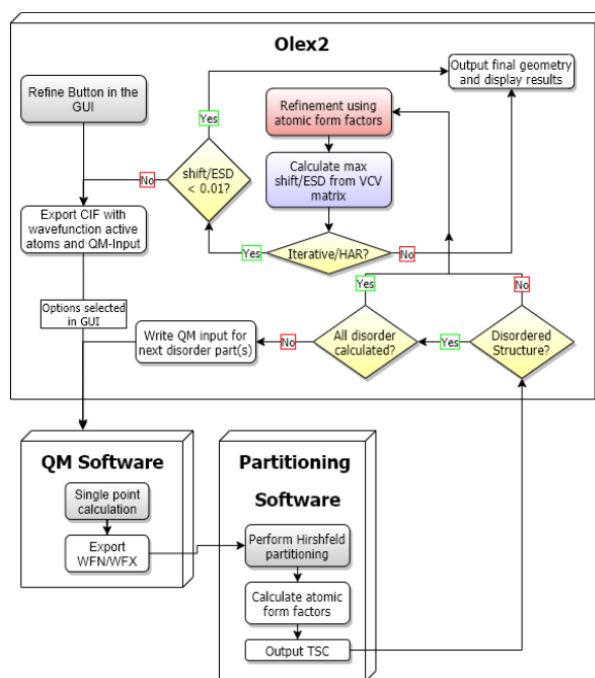 Olex2
Refine Button in the
GUI
Output final geometry
and display results
Yes
Refinement using
atomic form factors
shift/ESD
< 0.01?
No
Calculate max
shift/ESD from VCV
matrix
Export CIF with
wavefunction active
atoms and QM-Input
Yes
Iterative/HAR?
No
Options selected
in GUI
Yes
No
Write QM input for
next disorder part(s)
No
All disorder
calculated?
Yes
Disordered
Structure?
QM Software
Single point
calculation
Export
WFN/WFX
Partitioning
Software
Perform Hirshfeld
partitioning
Calculate atomic
form factors
Output TSC